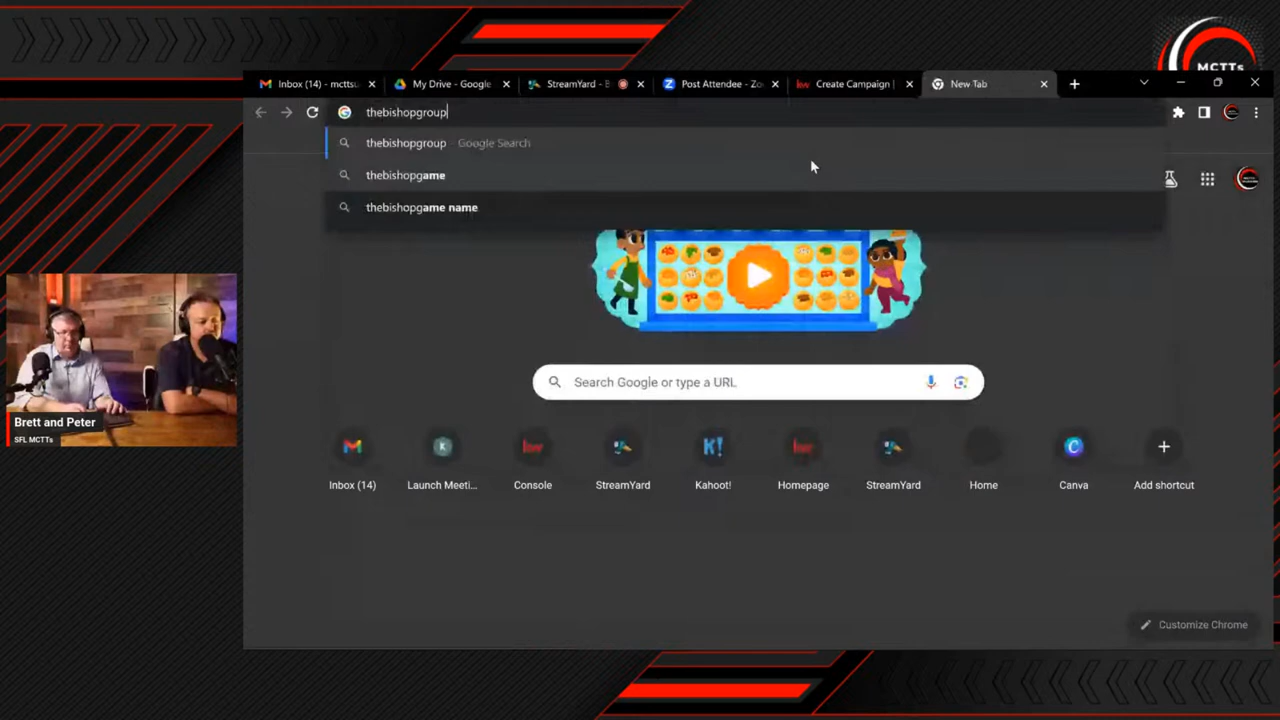 MCTTs
Inbox (14) - mcttsu
My Drive - Google
StreamYard - B
Post Attendee - Zo
Create Campaign |
New Tab
thebishopgroup
thebishopgroup - Google Search
thebishopgame
thebishopgame name
Search Google or type a URL
Inbox (14)
Launch Meeti...
kw
Console
StreamYard
K!
Kahoot!
kw
Homepage
StreamYard
Home
C
Canva
Add shortcut
Brett and Peter
SFL MCTTs
Customize Chrome